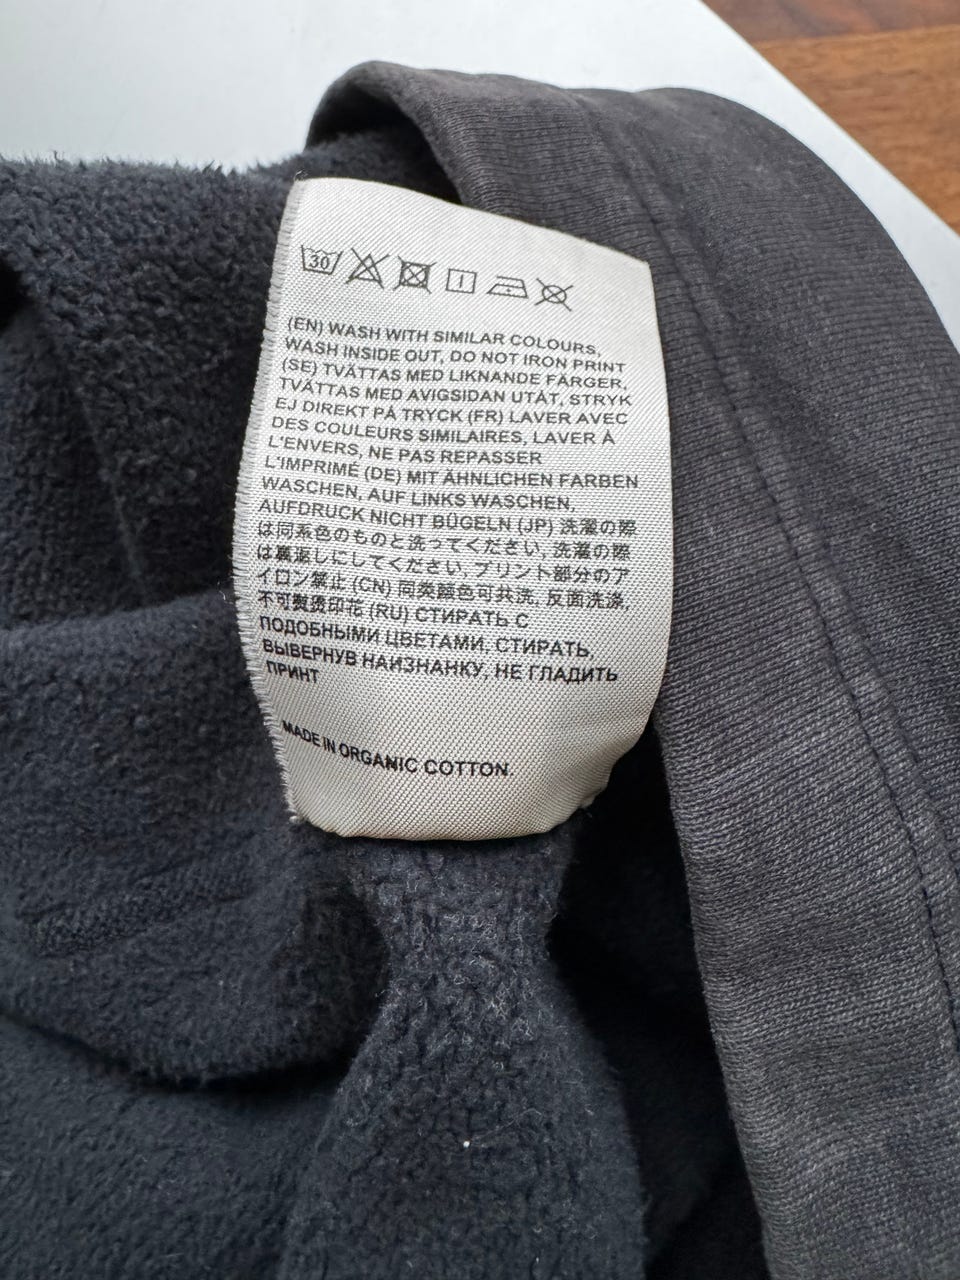 30
(EN) WASH WITH SIMILAR COLOURS,
WASH INSIDE OUT, DO NOT IRON PRINT
(SE) TVÄTTAS MED LIKNANDE FÄRGER,
TVÄTTAS MED AVIGSIDAN UTÅT, STRYK
EJ DIREKT PÅ TRYCK (FR) LAVER AVEC
DES COULEURS SIMILAIRES, LAVER À
L'ENVERS, NE PAS REPASSER
L'IMPRIMÉ (DE) MIT ÄHNLICHEN FARBEN
WASCHEN, AUF LINKS WASCHEN,
AUFDRUCK NICHT BÜGELN (JP) 洗濯の際
は同系色のものと洗ってください, 洗濯の際
は裏返しにしてください, プリント部分のア
イロン禁止 (CN) 同类颜色可共洗, 反面洗涤,
不可熨烫印花 (RU) СТИРАТЬ С
ПОДОБНЫМИ ЦВЕТАМИ, СТИРАТЬ,
ВЫВЕРНУВ НАИЗНАНКУ, НЕ ГЛАДИТЬ
ПРИНТ
MADE IN ORGANIC COTTON.